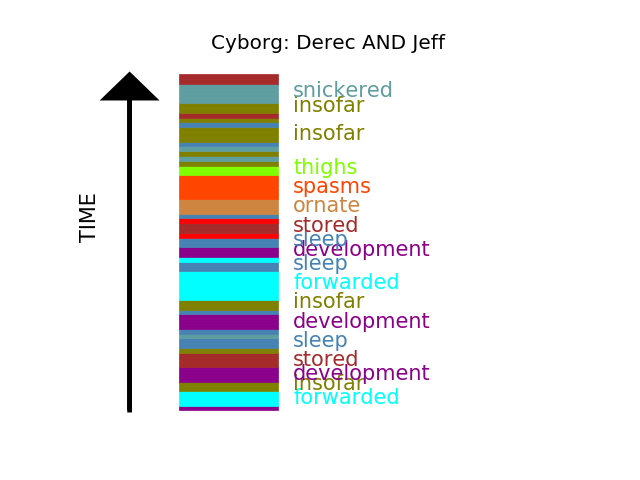 Cyborg: Derec AND Jeff
snickered
insofar
insofar
thighs
spasms
ornate
stored
sleep
development
sleep
forwarded
insofar
development
sleep
stored
development
insofar
forwarded
TIME